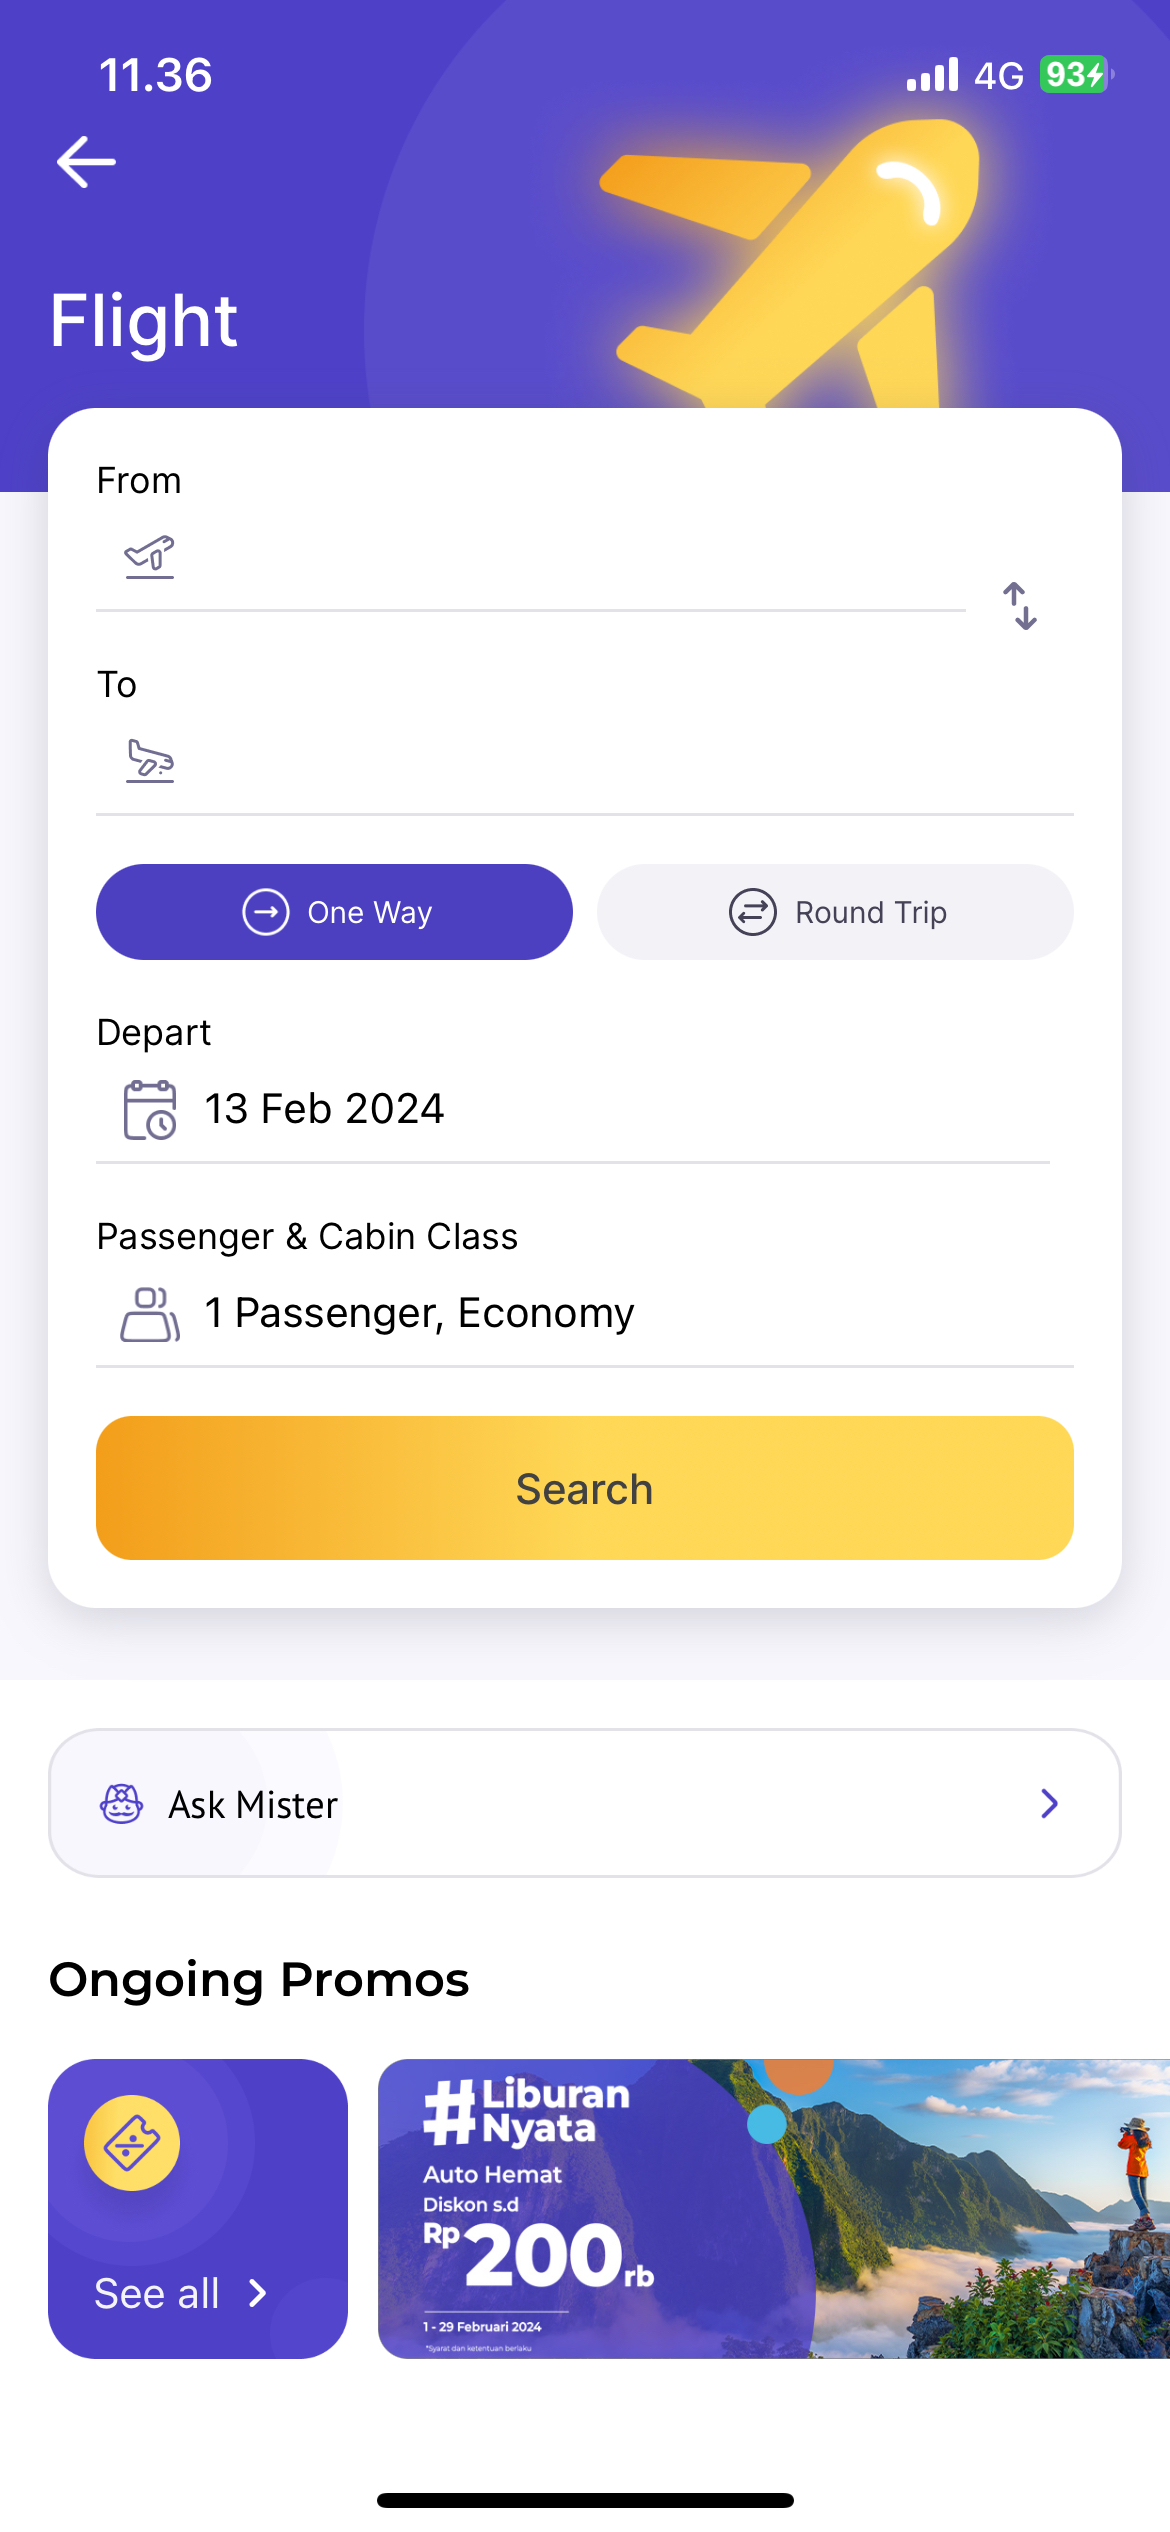 11.36
4G 93
Flight
From
To
One Way
Round Trip
Depart
13 Feb 2024
Passenger & Cabin Class
1 Passenger, Economy
Search
Ask Mister
Ongoing Promos
See all
#Liburan
Nyata
Auto Hemat
Diskon s.d
Rp 200rb
1 - 29 Februari 2024
*Syarat dan ketentuan berlaku